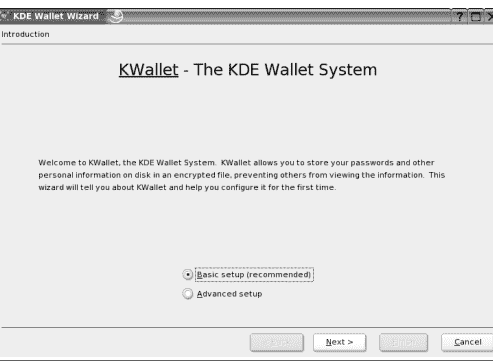 KDE Wallet Wizard
Introduction
KWallet - The KDE Wallet System
Welcome to KWallet, the KDE Wallet System. KWallet allows you to store your passwords and other
personal information on disk in an encrypted file, preventing others from viewing the information. This
wizard will tell you about KWallet and help you configure it for the first time.
Basic setup (recommended)
Advanced setup
Next > Cancel